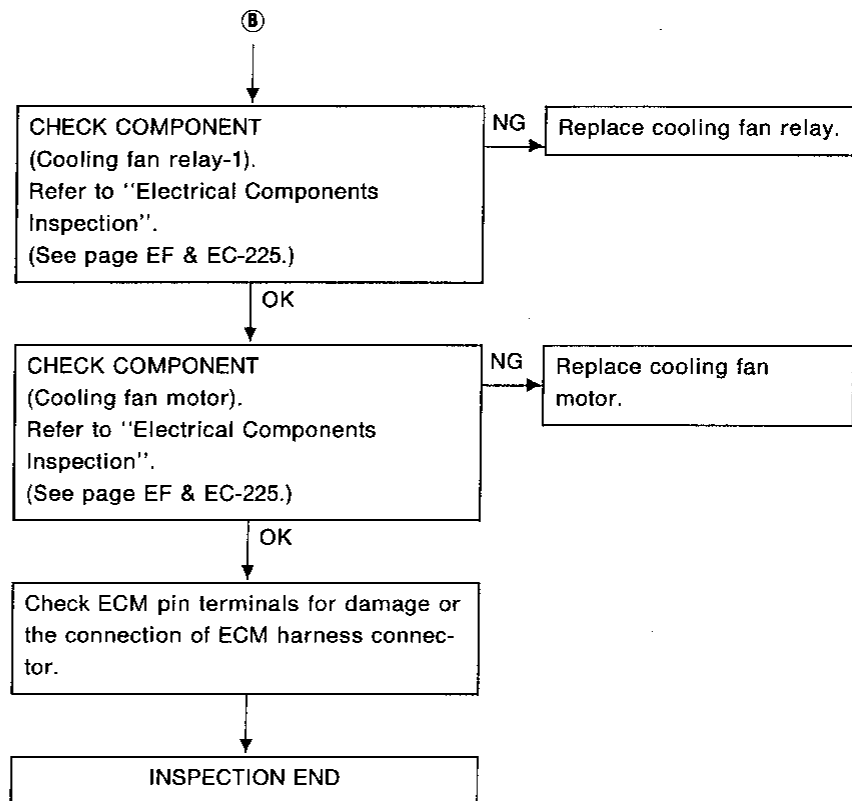 B
CHECK COMPONENT
(Cooling fan relay-1).
Refer to ''Electrical Components
Inspection''.
(See page EF & EC-225.)
NG
Replace cooling fan relay.
OK
CHECK COMPONENT
(Cooling fan motor).
Refer to ''Electrical Components
Inspection''.
(See page EF & EC-225.)
NG
Replace cooling fan
motor.
OK
Check ECM pin terminals for damage or
the connection of ECM harness connec-
tor.
INSPECTION END